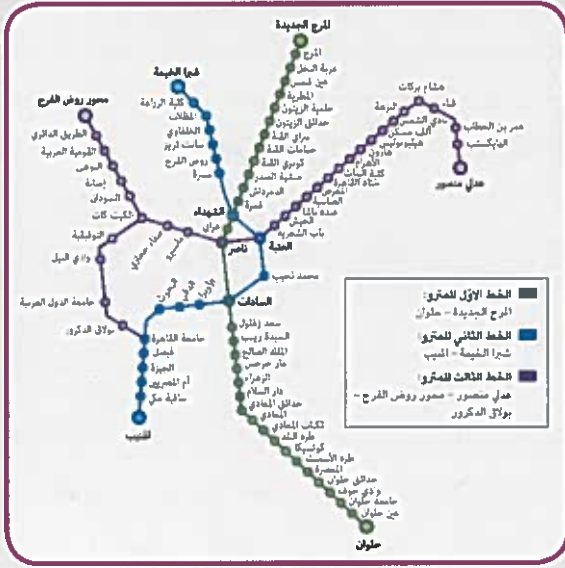 المرج الجديدة
المرج
عزبة النخل
عين شمس
المطرية
حلمية الزيتون
حدائق الزيتون
سراي القبة
حمامات القبة
كوبري القبة
منشية الصدر
الدمرداش
غمرة
الشهداء
عرابي
ناصر
السادات
سعد زغلول
السيدة زينب
الملك الصالح
مار جرجس
الزهراء
دار السلام
حدائق المعادي
المعادي
ثكنات المعادي
طره البلد
كوتسيكا
طره الأسمنت
المعصرة
حدائق حلوان
وادي حوف
جامعة حلوان
عين حلوان
حلوان
شبرا الخيمة
كلية الزراعة
المظلات
الخلفاوي
سانت تريز
روض الفرج
مسرة
العتبة
محمد نجيب
الأوبرا
الدقي
البحوث
جامعة القاهرة
فيصل
الجيزة
أم المصريين
ساقية مكي
المنيب
محور روض الفرج
الطريق الدائري
القومية العربية
البوهي
إمبابة
السودان
الكيت كات
صفاء حجازي
ماسبيرو
التوفيقية
وادي النيل
جامعة الدول العربية
بولاق الدكرور
باب الشعرية
الجيش
عبده باشا
العباسية
المعرض
ستاد القاهرة
كلية البنات
الأهرام
هارون
هليوبوليس
ألف مسكن
نادي الشمس
النزهة
هشام بركات
قباء
عمر بن الخطاب
الهايكستب
عدلي منصور
الخط الأول للمترو:
المرج الجديدة – حلوان
الخط الثاني للمترو:
شبرا الخيمة – المنيب
الخط الثالث للمترو:
عدلي منصور – محور روض الفرج –
بولاق الدكرور